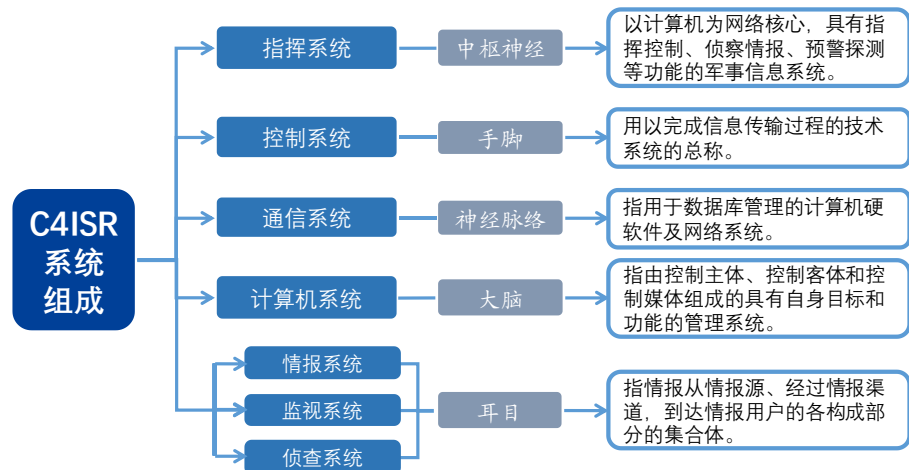 C4ISR
系统
组成
指挥系统
中枢神经
以计算机为网络核心，具有指
挥控制、侦察情报、预警探测
等功能的军事信息系统。
控制系统
手脚
用以完成信息传输过程的技术
系统的总称。
通信系统
神经脉络
指用于数据库管理的计算机硬
软件及网络系统。
计算机系统
大脑
指由控制主体、控制客体和控
制媒体组成的具有自身目标和
功能的管理系统。
情报系统
监视系统
侦查系统
耳目
指情报从情报源、经过情报渠
道，到达情报用户的各构成部
分的集合体。